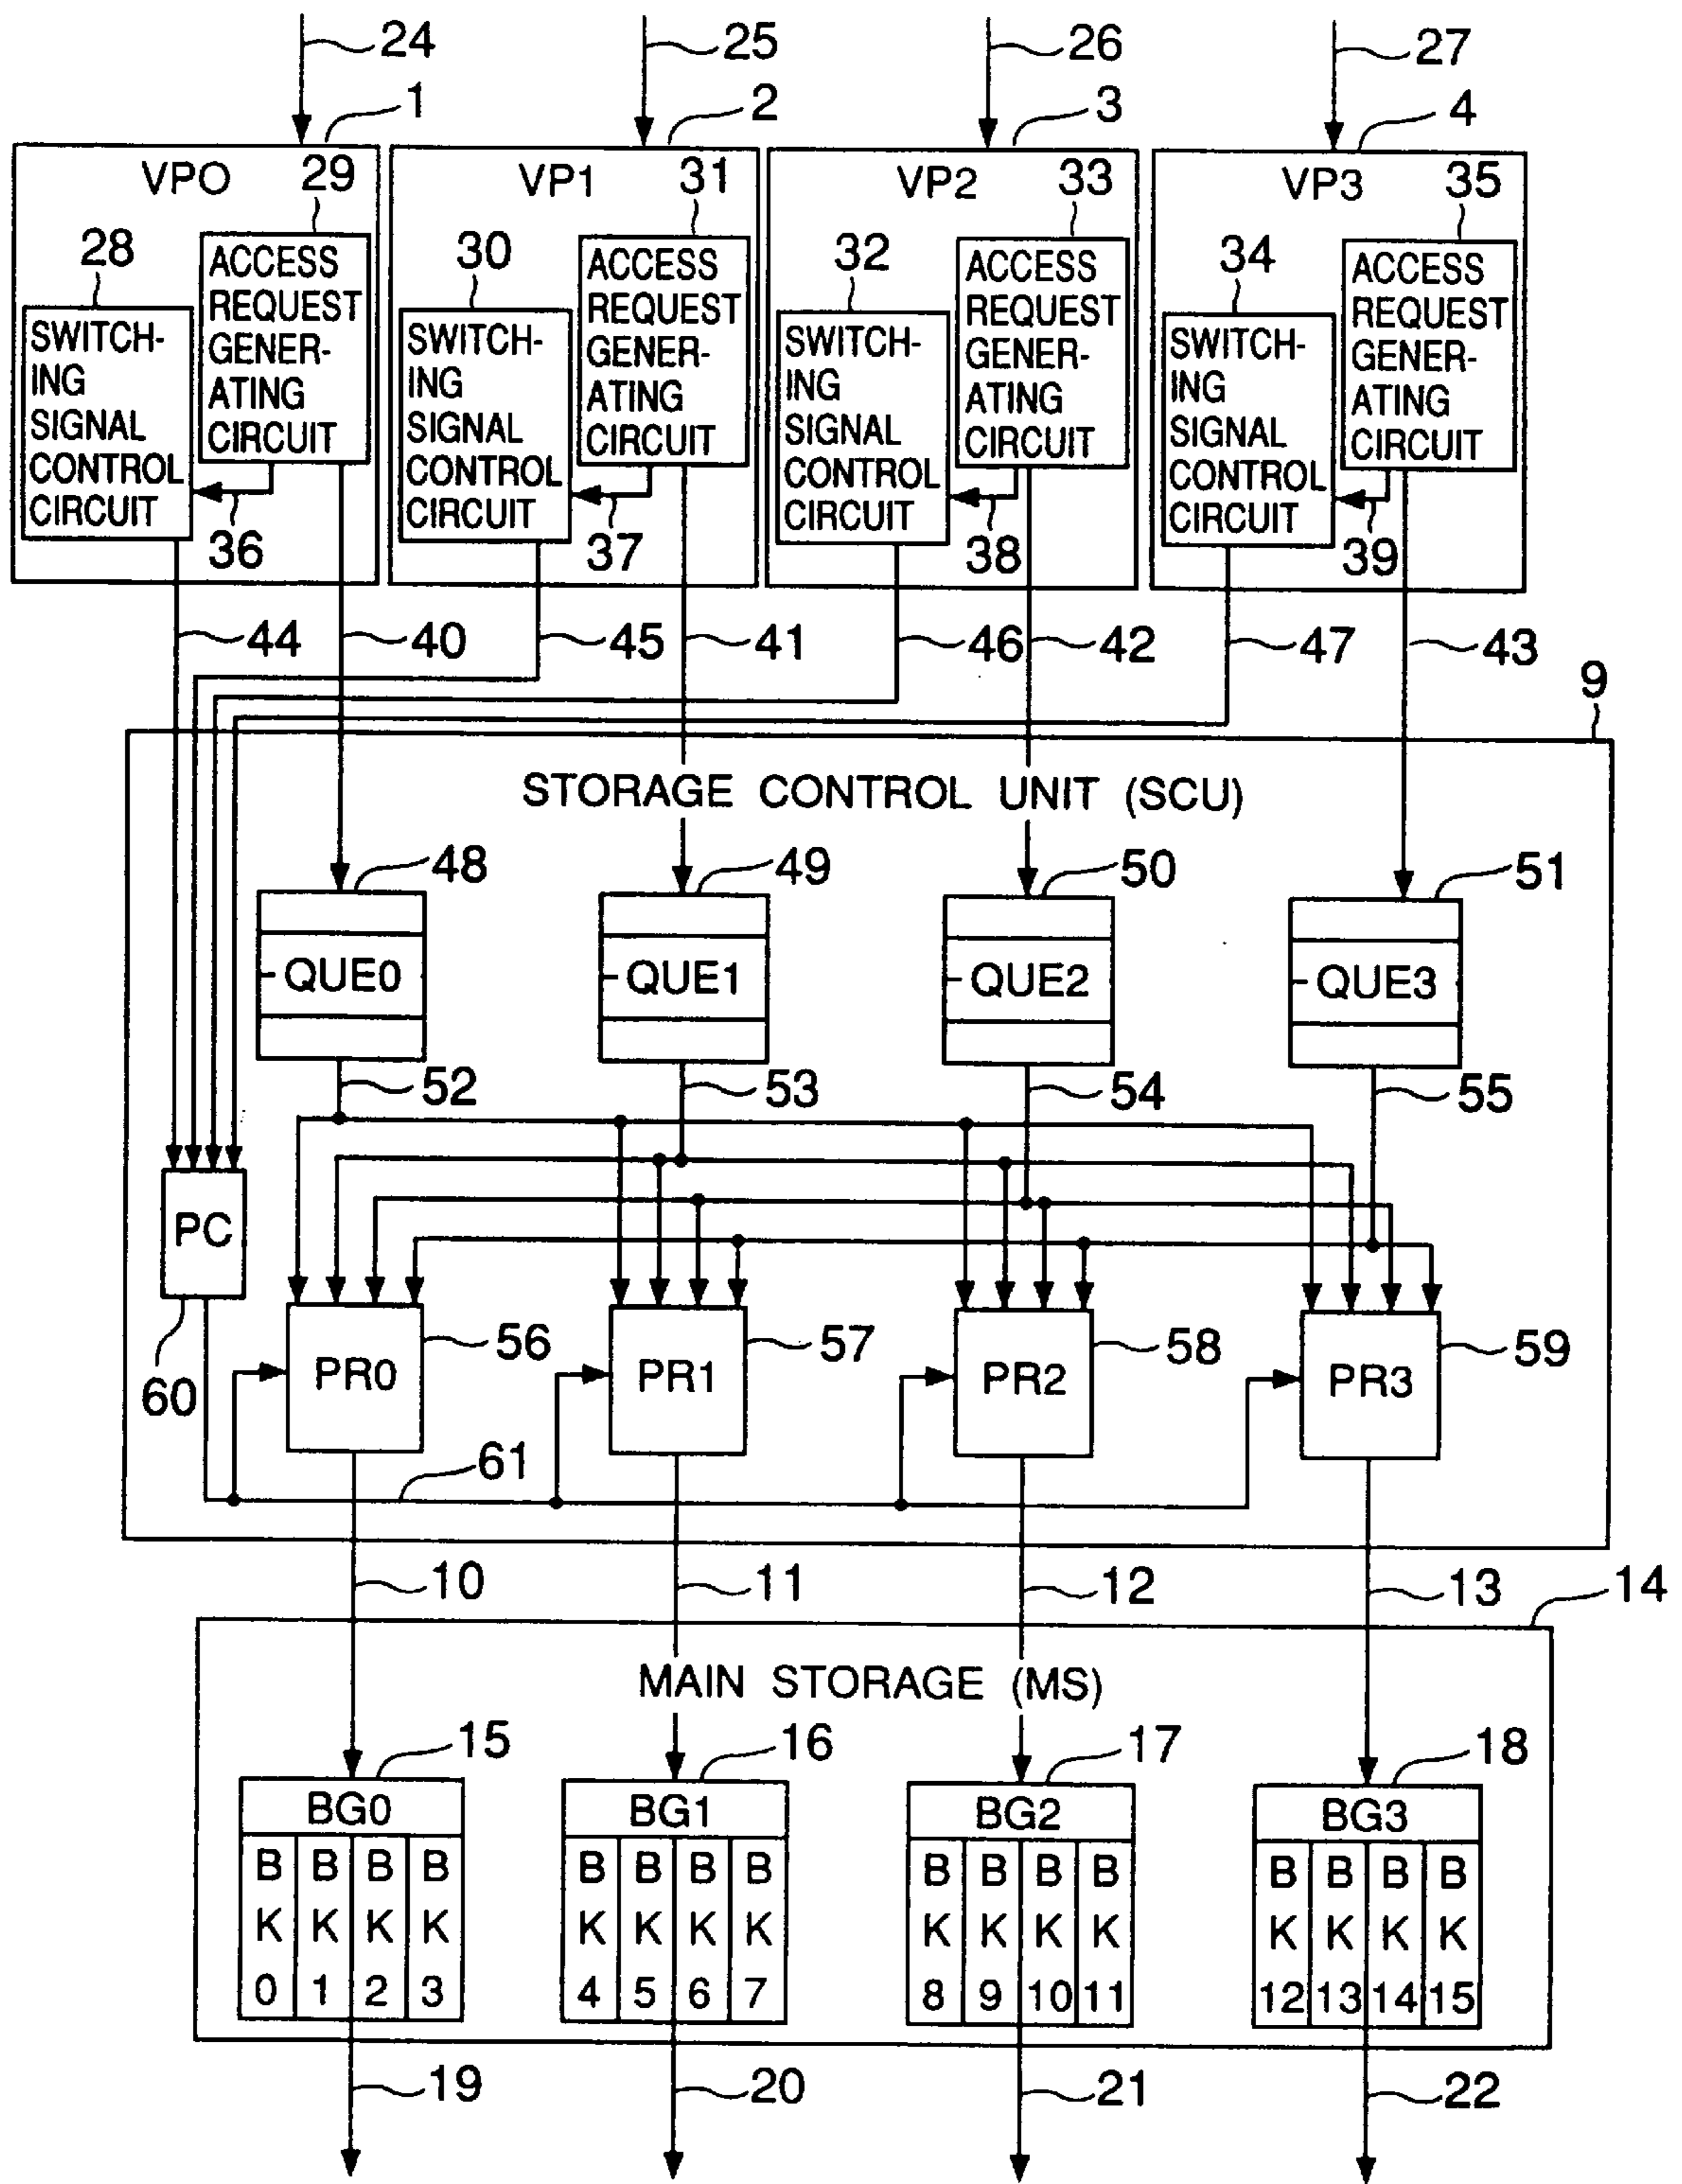 24 25 26 27
1 2 3 4
VP0 29 VP1 31 VP2 33 VP3 35
28 30 32 34
ACCESS
REQUEST
GENER-
ATING
CIRCUIT
SWITCH-
ING
SIGNAL
CONTROL
CIRCUIT
36
ACCESS
REQUEST
GENER-
ATING
CIRCUIT
SWITCH-
ING
SIGNAL
CONTROL
CIRCUIT
37
ACCESS
REQUEST
GENER-
ATING
CIRCUIT
SWITCH-
ING
SIGNAL
CONTROL
CIRCUIT
38
ACCESS
REQUEST
GENER-
ATING
CIRCUIT
SWITCH-
ING
SIGNAL
CONTROL
CIRCUIT
39
44 40 45 41 46 42 47 43
9
STORAGE CONTROL UNIT (SCU)
48 49 50 51
QUE0 QUE1 QUE2 QUE3
52 53 54 55
PC
60
PR0 56 PR1 57 PR2 58 PR3 59
61
10 11 12 13 14
MAIN STORAGE (MS)
15 16 17 18
BG0 BG1 BG2 BG3
B B B B B B B B B B B B B B B B
K K K K K K K K K K K K K K K K
0 1 2 3 4 5 6 7 8 9 10 11 12 13 14 15
19 20 21 22